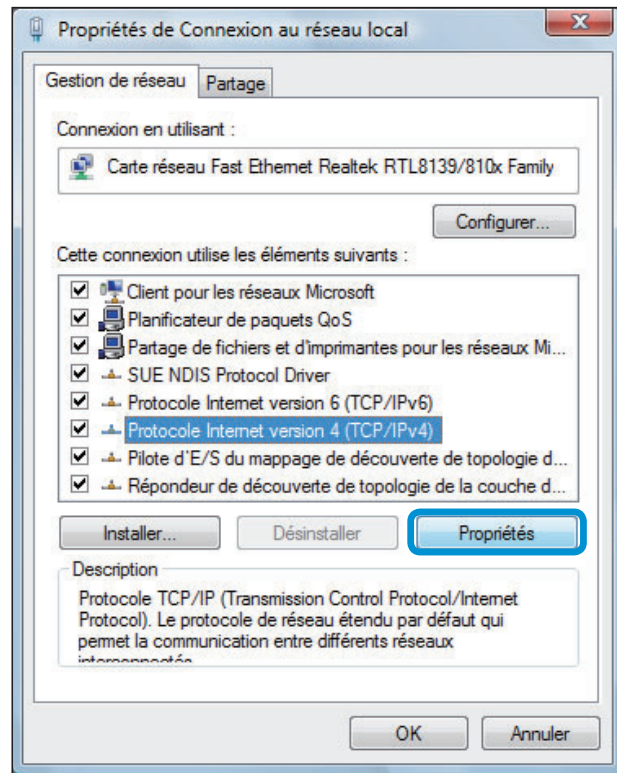 Propriétés de Connexion au réseau local
Gestion de réseau Partage
Connexion en utilisant :
Carte réseau Fast Ethernet Realtek RTL8139/810x Family
Configurer...
Cette connexion utilise les éléments suivants :
Client pour les réseaux Microsoft
Planificateur de paquets QoS
Partage de fichiers et d'imprimantes pour les réseaux Mi...
SUE NDIS Protocol Driver
Protocole Internet version 6 (TCP/IPv6)
Protocole Internet version 4 (TCP/IPv4)
Pilote d'E/S du mappage de découverte de topologie d...
Répondeur de découverte de topologie de la couche d...
Installer... Désinstaller Propriétés
Description
Protocole TCP/IP (Transmission Control Protocol/Internet
Protocol). Le protocole de réseau étendu par défaut qui
permet la communication entre différents réseaux
interconnectés
OK Annuler